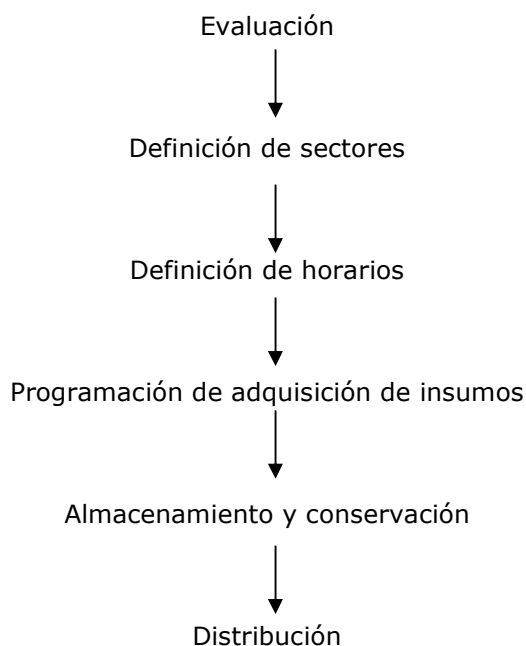 Evaluación
Definición de sectores
Definición de horarios
Programación de adquisición de insumos
Almacenamiento y conservación
Distribución